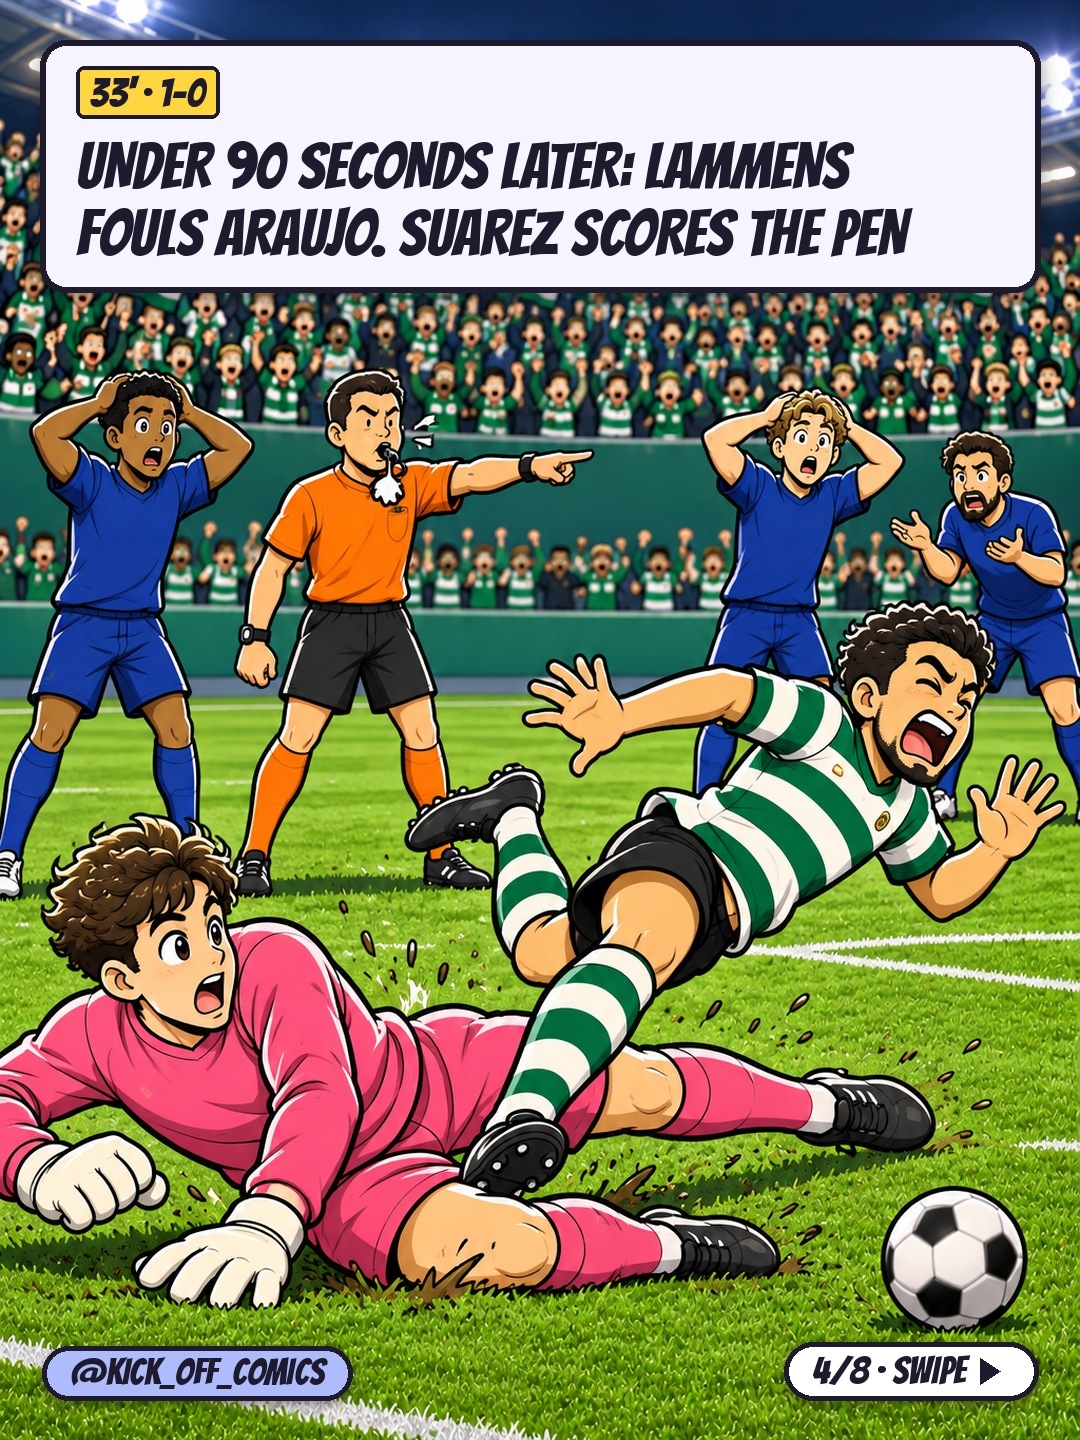 33' • 1-0
UNDER 90 SECONDS LATER: LAMMENS
FOULS ARAUJO. SUAREZ SCORES THE PEN
@KICK_OFF_COMICS
4/8 • SWIPE ▶